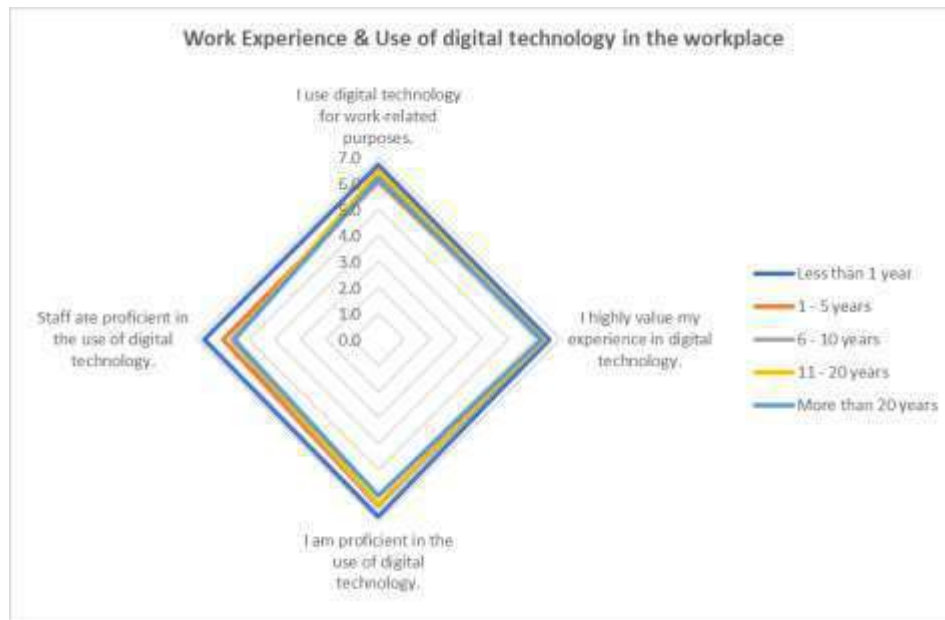 Work Experience & Use of digital technology in the workplace
I use digital technology
for work-related
purposes.
7.0
6.0
5.0
4.0
3.0
2.0
1.0
0.0
Staff are proficient in
the use of digital
technology.
I highly value my
experience in digital
technology.
I am proficient in the
use of digital
technology.
Less than 1 year
1 - 5 years
6 - 10 years
11 - 20 years
More than 20 years